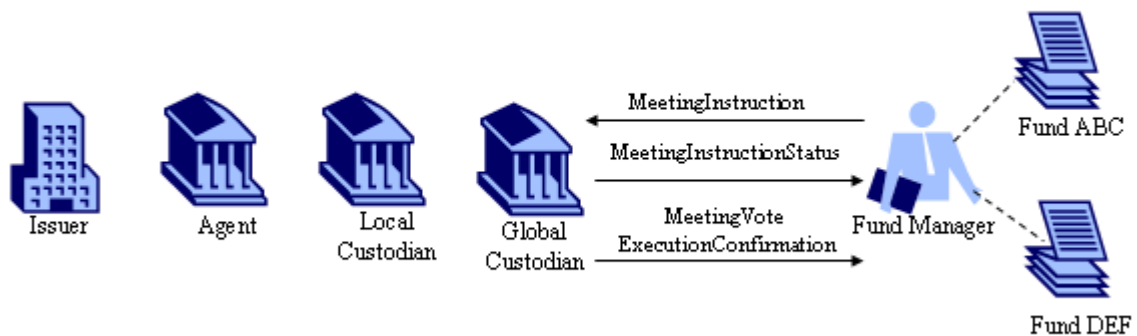 MeetingInstruction
Fund ABC
MeetingInstructionStatus
Issuer
Agent
Local
Custodian
Global
Custodian
MeetingVote
ExecutionConfirmation
Fund Manager
Fund DEF